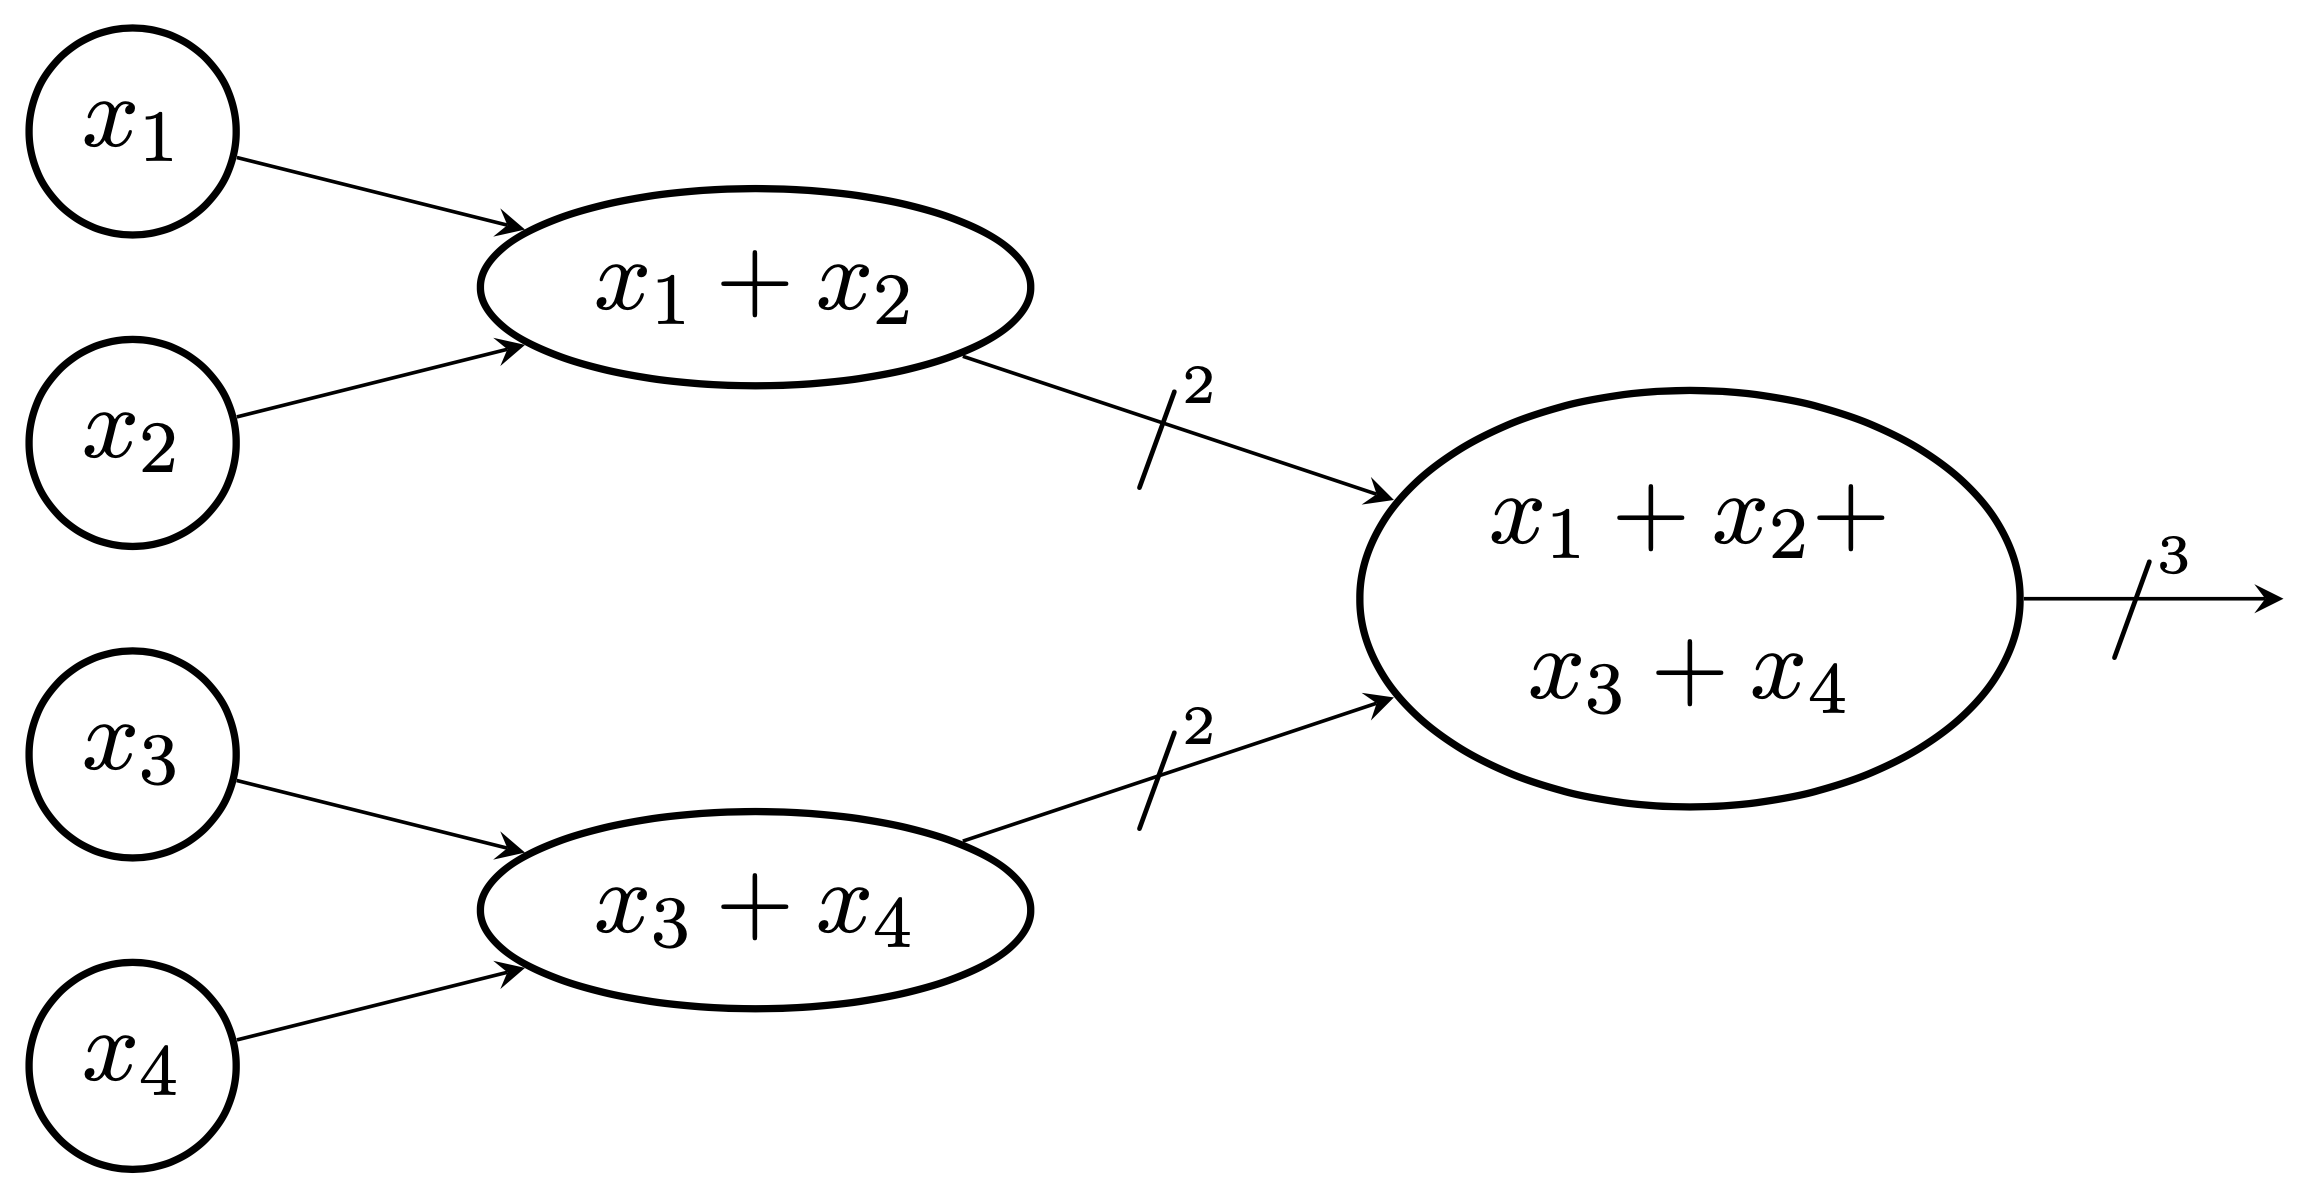 x₁
x₂
x₃
x₄
x₁ + x₂
x₃ + x₄
2
2
x₁ + x₂+
x₃ + x₄
3